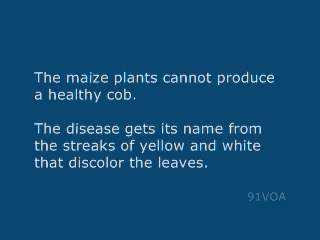 The maize plants cannot produce
a healthy cob.
The disease gets its name from
the streaks of yellow and white
that discolor the leaves.
91VOA